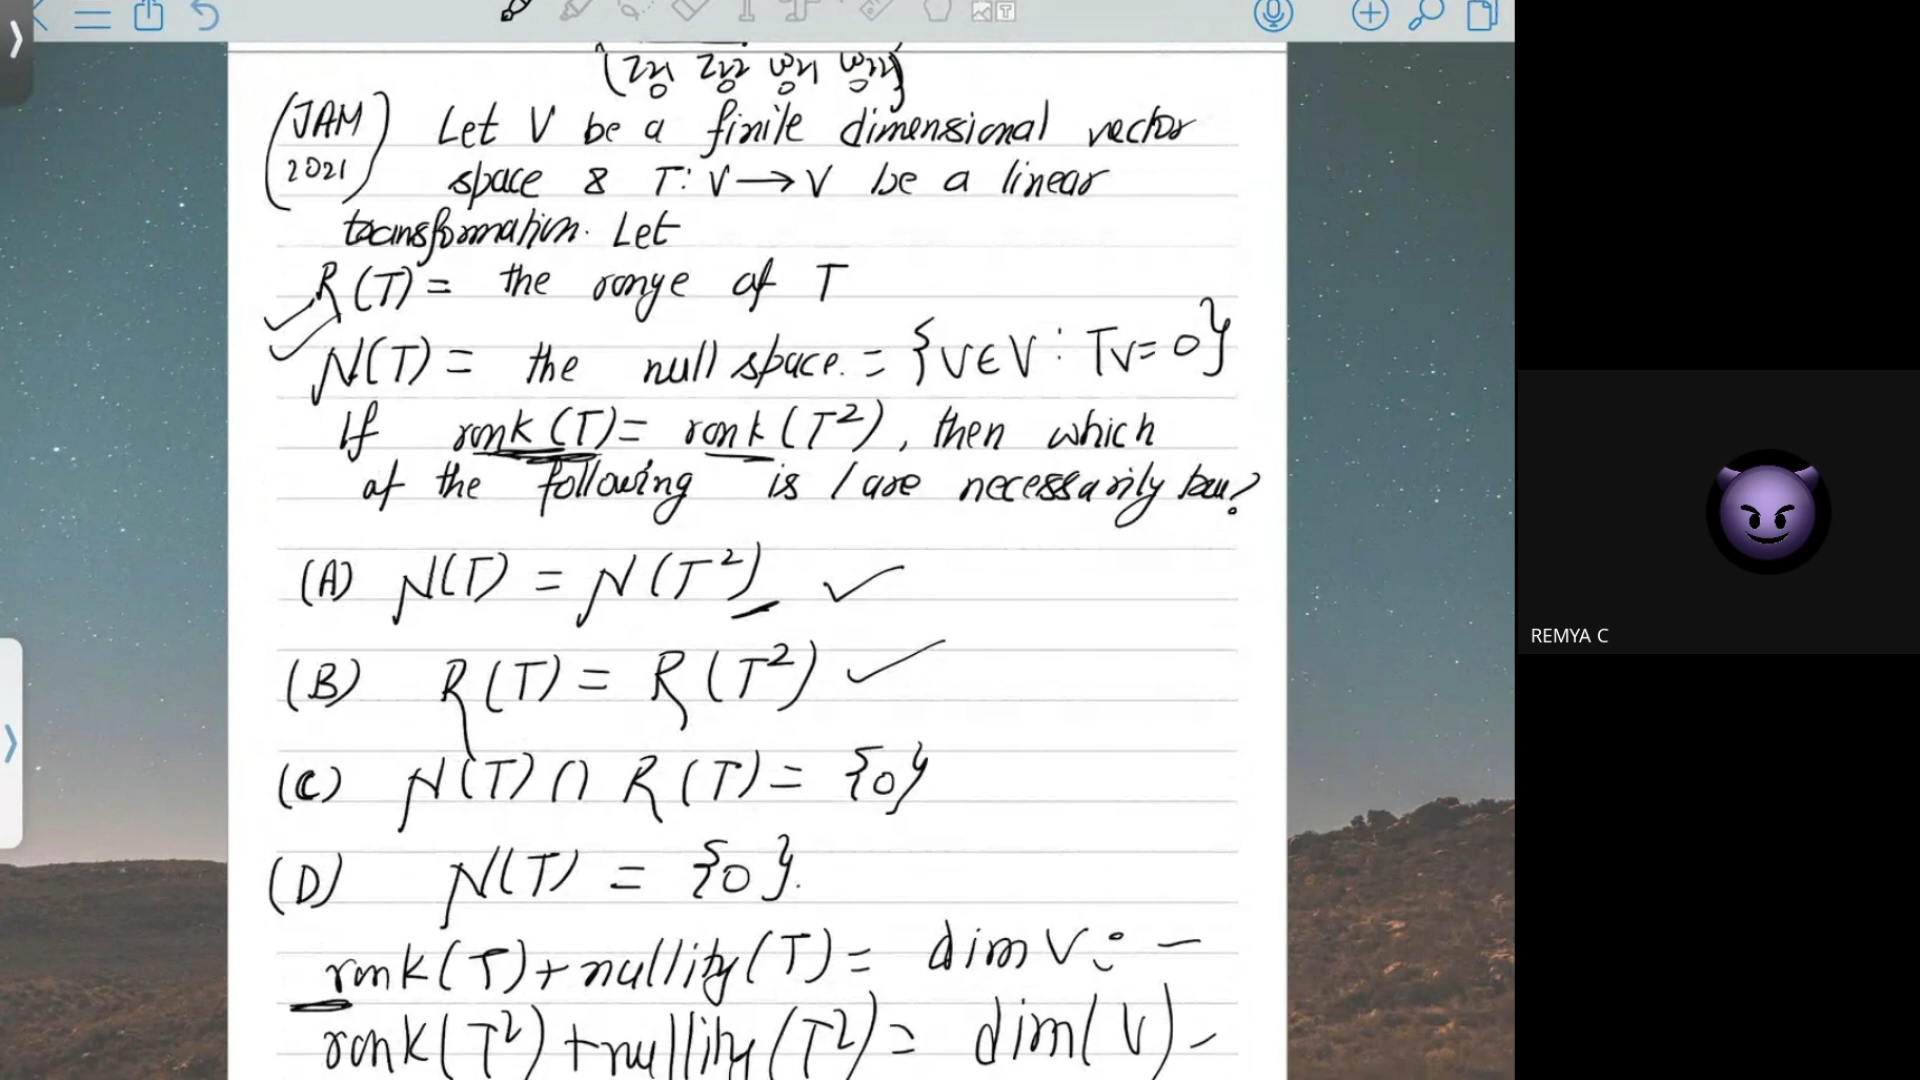 (JAM 2021) Let V be a finite dimensional vector
space & T: V → V be a linear
transformation. Let
R(T) = the range of T
N(T) = the null space. = {v ∈ V : Tv = 0}
If rank (T) = rank (T²), then which
of the following is / are necessarily
(A) N(T) = N(T²) ✓
(B) R(T) = R(T²) ✓
(C) N(T) ∩ R(T) = {0}
(D) N(T) = {0}.
rank(T) + nullity(T) = dim V : –
rank(T²) + nullity(T²) = dim(V) –
REMYA C